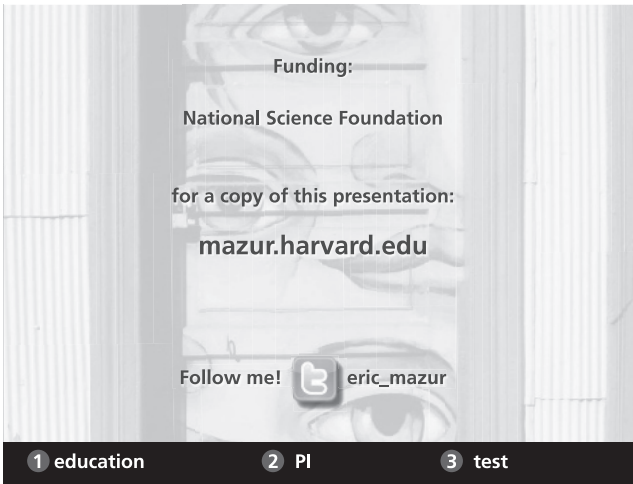 Funding:
National Science Foundation
for a copy of this presentation:
mazur.harvard.edu
Follow me! t eric_mazur
1 education 2 PI 3 test